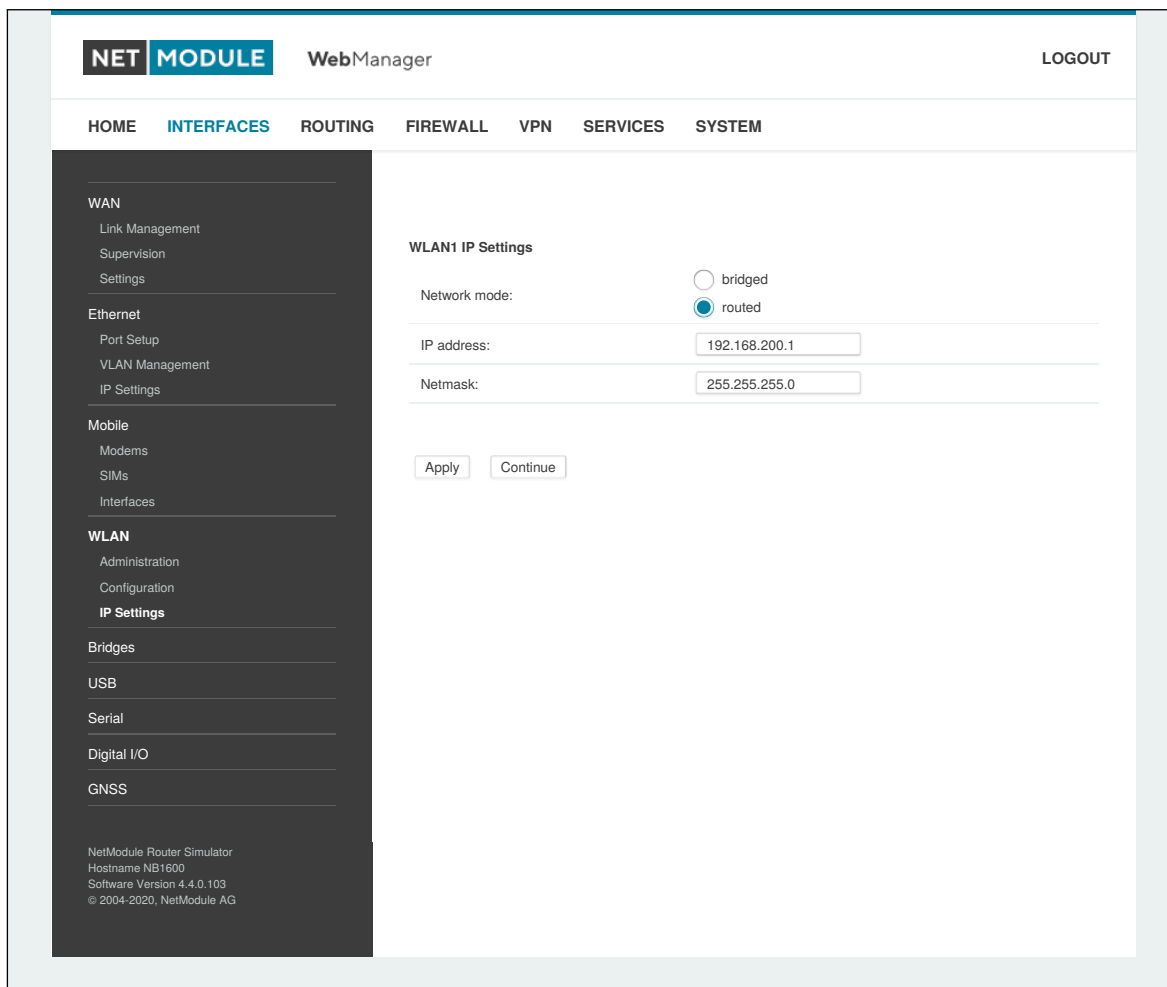 NET MODULE WebManager LOGOUT
HOME INTERFACES ROUTING FIREWALL VPN SERVICES SYSTEM
WAN
Link Management
Supervision
Settings
Ethernet
Port Setup
VLAN Management
IP Settings
Mobile
Modems
SIMs
Interfaces
WLAN
Administration
Configuration
IP Settings
Bridges
USB
Serial
Digital I/O
GNSS
NetModule Router Simulator
Hostname NB1600
Software Version 4.4.0.103
© 2004-2020, NetModule AG
WLAN1 IP Settings
Network mode:
bridged
routed
IP address: 192.168.200.1
Netmask: 255.255.255.0
Apply Continue